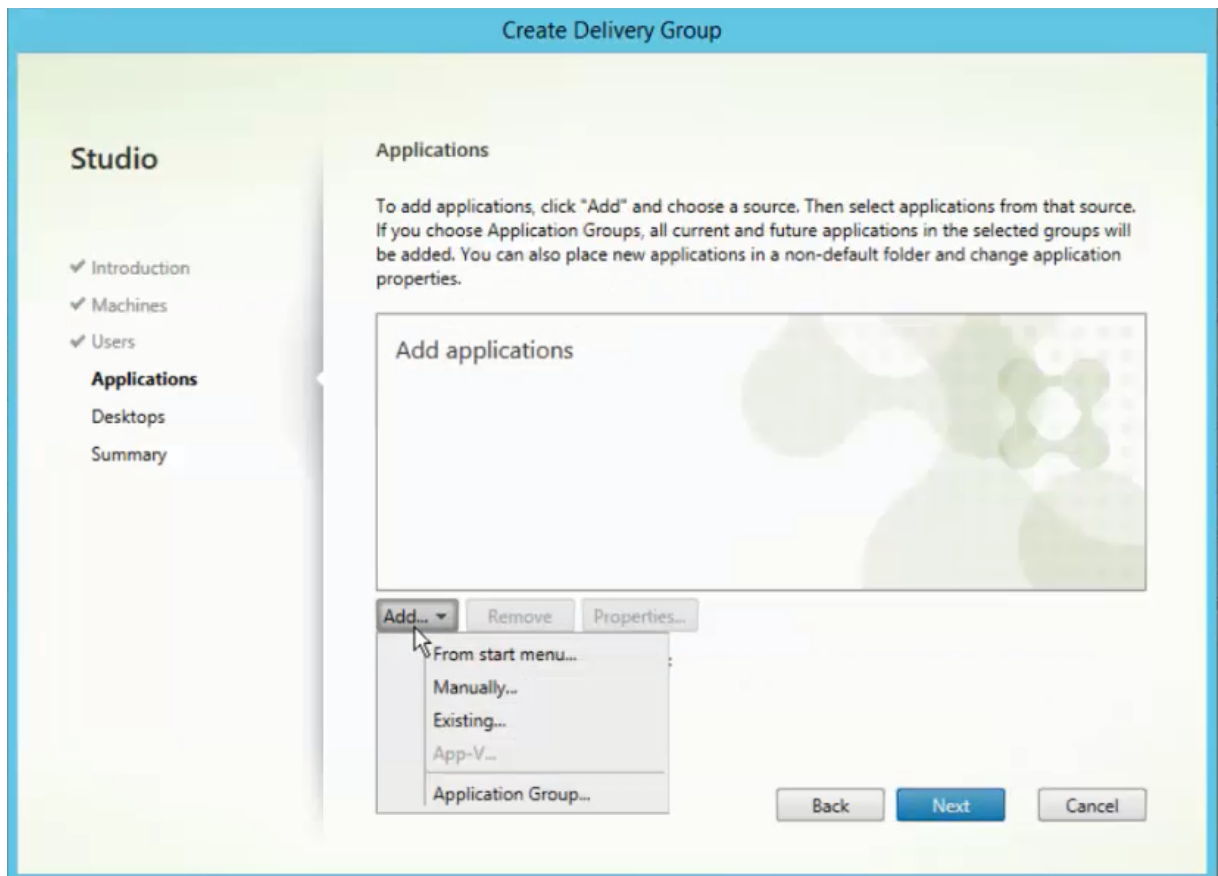 Create Delivery Group
Studio
✔ Introduction
✔ Machines
✔ Users
Applications
Desktops
Summary
Applications
To add applications, click "Add" and choose a source. Then select applications from that source.
If you choose Application Groups, all current and future applications in the selected groups will
be added. You can also place new applications in a non-default folder and change application
properties.
Add applications
Add...
Remove
Properties...
From start menu...
Manually...
Existing...
App-V...
Application Group...
Back
Next
Cancel